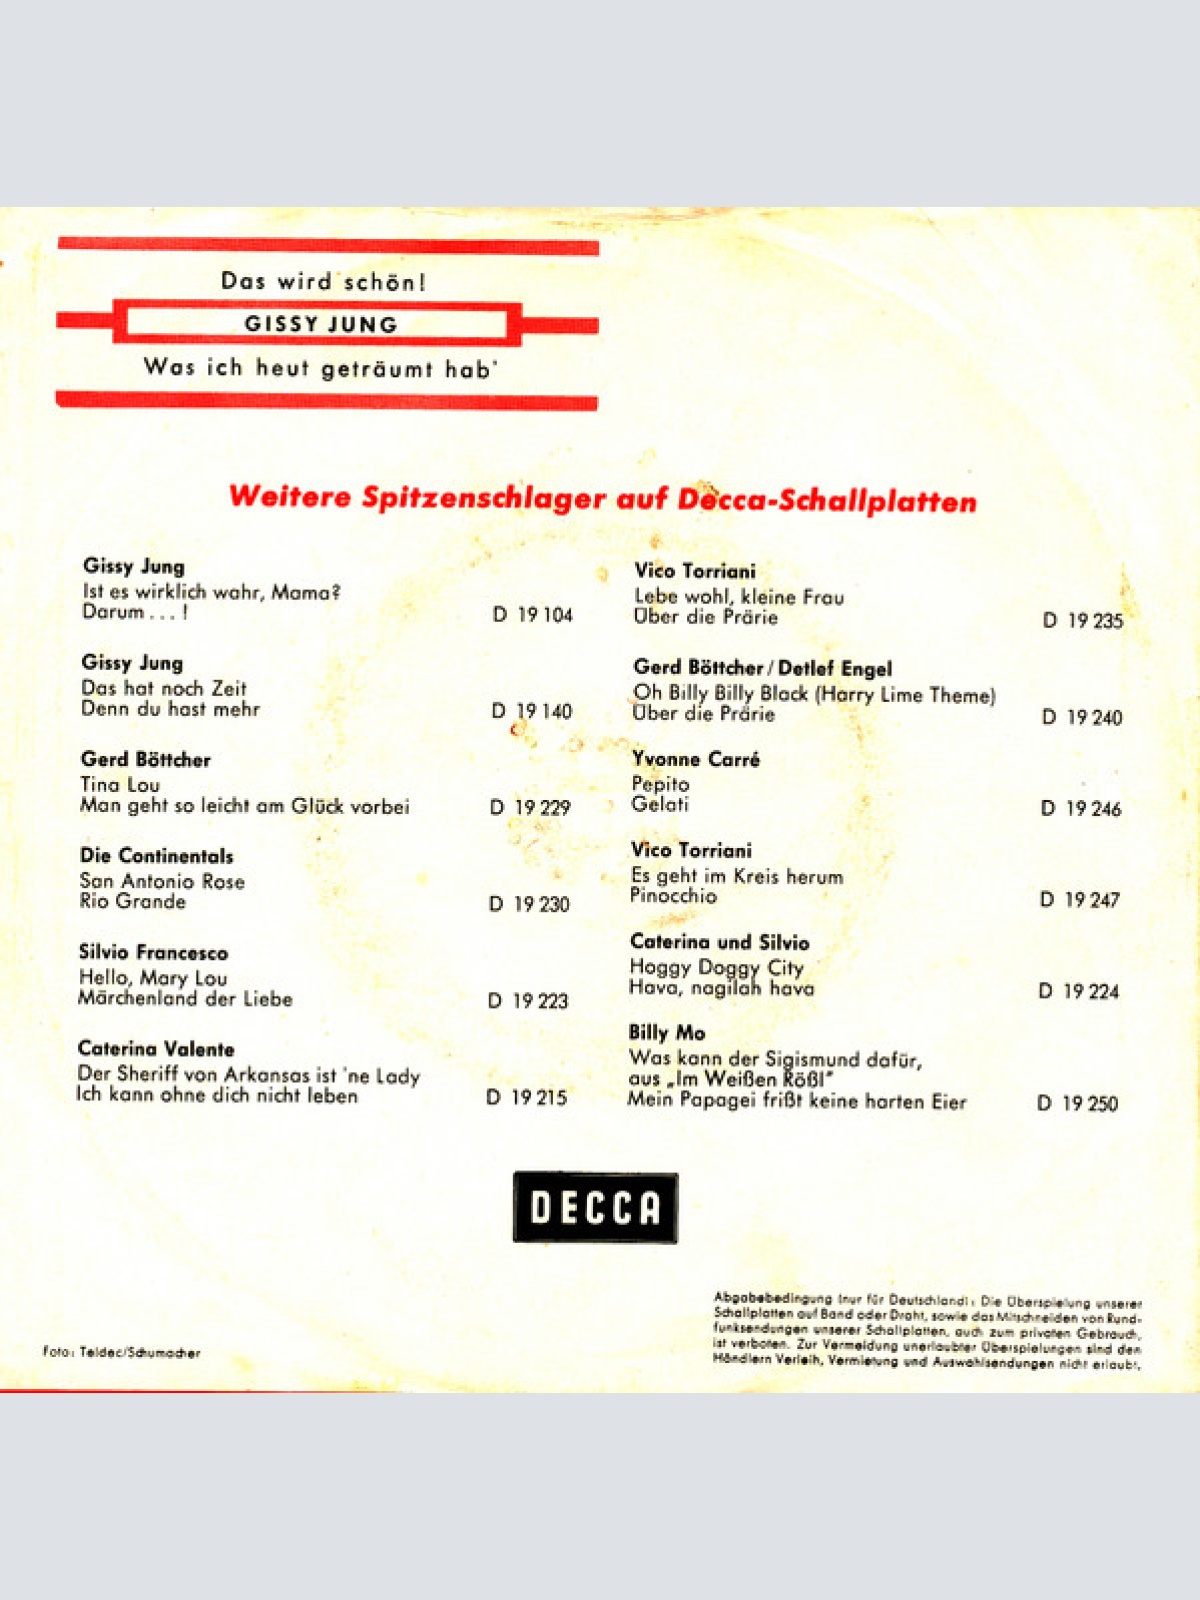 Das wird schön!
GISSY JUNG
Was ich heut geträumt hab'
Weitere Spitzenschlager auf Decca-Schallplatten
Gissy Jung
Ist es wirklich wahr, Mama?
Darum . . . ! D 19 104
Gissy Jung
Das hat noch Zeit
Denn du hast mehr D 19 140
Gerd Böttcher
Tina Lou
Man geht so leicht am Glück vorbei D 19 229
Die Continentals
San Antonio Rose
Rio Grande D 19 230
Silvio Francesco
Hello, Mary Lou
Märchenland der Liebe D 19 223
Caterina Valente
Der Sheriff von Arkansas ist 'ne Lady
Ich kann ohne dich nicht leben D 19 215
Vico Torriani
Lebe wohl, kleine Frau
Über die Prärie D 19 235
Gerd Böttcher / Detlef Engel
Oh Billy Billy Black (Harry Lime Theme)
Über die Prärie D 19 240
Yvonne Carré
Pepito
Gelati D 19 246
Vico Torriani
Es geht im Kreis herum
Pinocchio D 19 247
Caterina und Silvio
Hoggy Doggy City
Hava, nagilah hava D 19 224
Billy Mo
Was kann der Sigismund dafür,
aus „Im Weißen Rößl"
Mein Papagei frißt keine harten Eier D 19 250
DECCA
Abgabebedingung (nur für Deutschland): Die Überspielung unserer
Schallplatten auf Band oder Draht, sowie das Mitschneiden von Rund-
funksendungen unserer Schallplatten, auch zum privaten Gebrauch,
ist verboten. Zur Vermeidung unerlaubter Überspielungen sind den
Händlern Verleih, Vermietung und Auswahlsendungen nicht erlaubt.
Foto: Teldec/Schumacher